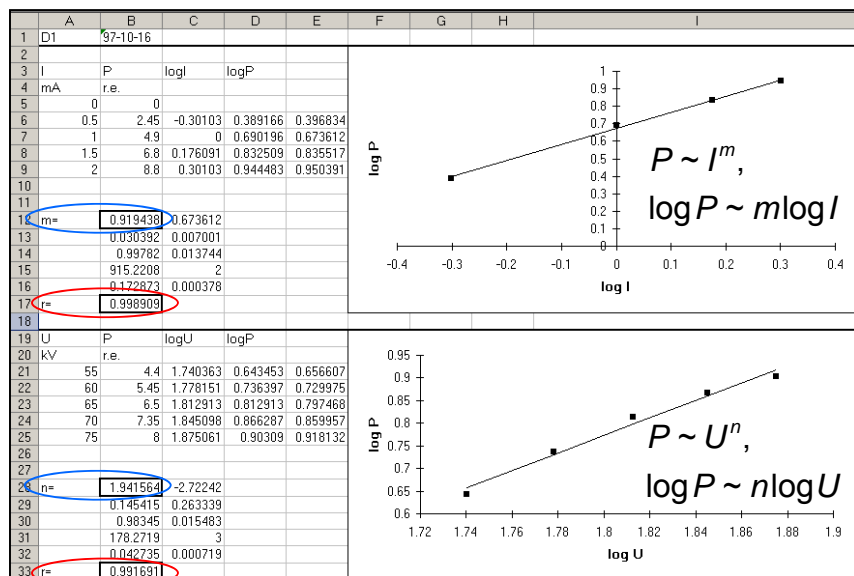 A B C D E F G H I
1 D1 97-10-16
2
3 I P logI logP
4 mA r.e.
5 0 0
6 0.5 2.45 -0.30103 0.389166 0.396834
7 1 4.9 0 0.690196 0.673612
8 1.5 6.8 0.176091 0.832509 0.835517
9 2 8.8 0.30103 0.944483 0.950391
10
11
12 m= 0.919438 0.673612
13 0.030392 0.007001
14 0.99782 0.013744
15 915.2208 2
16 0.172873 0.000378
17 r= 0.998909
18
1
0.9
0.8
0.7
0.6
0.5
0.4
0.3
0.2
0.1
0
log P
-0.4 -0.3 -0.2 -0.1 0 0.1 0.2 0.3 0.4
log I
P ~ I^m,
logP ~ mlogI
19 U P logU logP
20 kV r.e.
21 55 4.4 1.740363 0.643453 0.656607
22 60 5.45 1.778151 0.736397 0.729975
23 65 6.5 1.812913 0.812913 0.797468
24 70 7.35 1.845098 0.866287 0.859957
25 75 8 1.875061 0.90309 0.918132
26
27
28 n= 1.941564 -2.72242
29 0.145415 0.263339
30 0.98345 0.015483
31 178.2719 3
32 0.042735 0.000719
33 r= 0.991691
0.95
0.9
0.85
0.8
0.75
0.7
0.65
0.6
log P
1.72 1.74 1.76 1.78 1.8 1.82 1.84 1.86 1.88 1.9
log U
P ~ U^n,
logP ~ nlogU